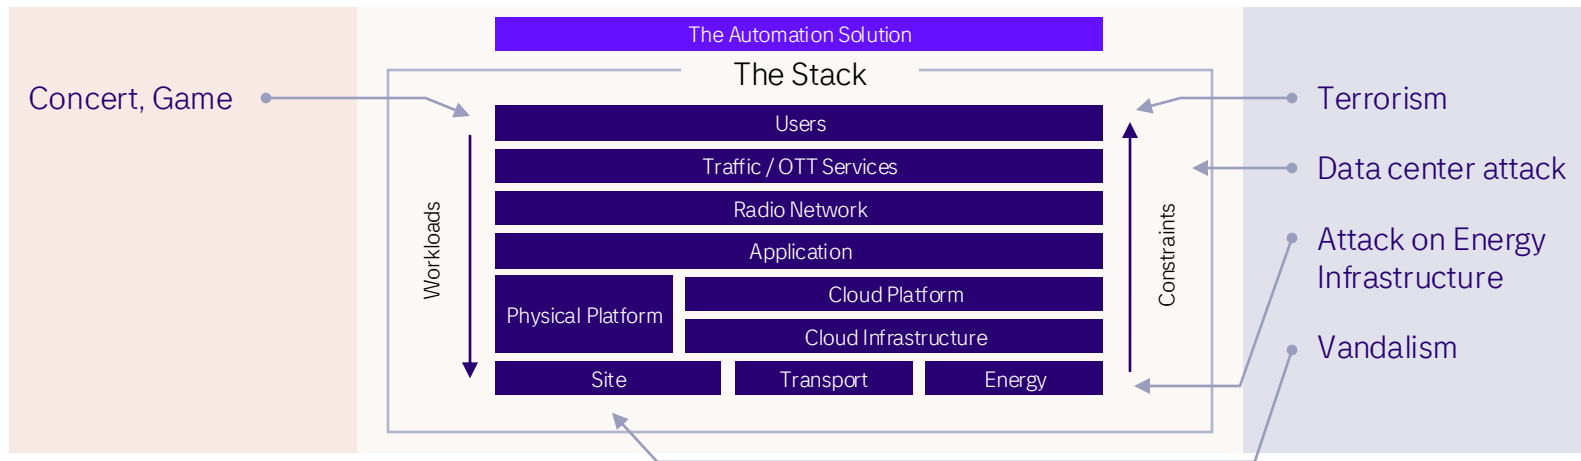 The Automation Solution
The Stack
Concert, Game
Users
Traffic / OTT Services
Radio Network
Application
Physical Platform
Cloud Platform
Cloud Infrastructure
Site
Transport
Energy
Workloads
Constraints
Terrorism
Data center attack
Attack on Energy
Infrastructure
Vandalism